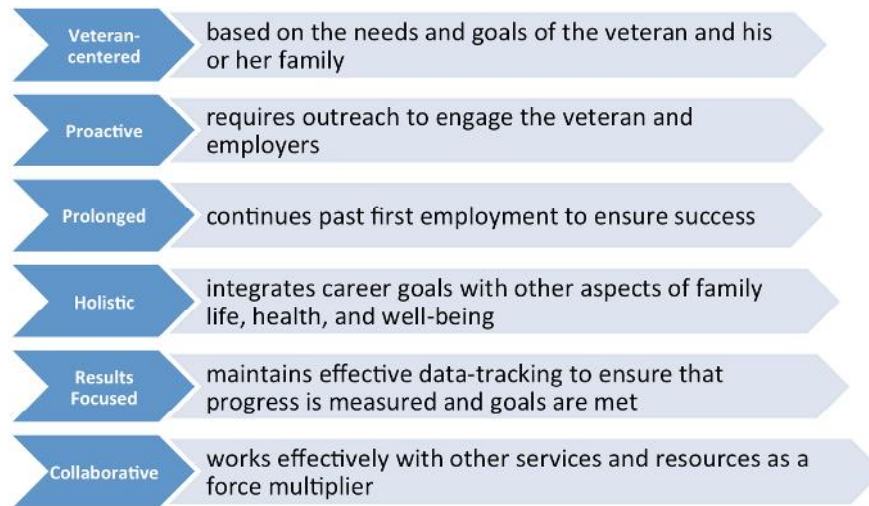 Veteran-
centered
based on the needs and goals of the veteran and his
or her family
Proactive
requires outreach to engage the veteran and
employers
Prolonged
continues past first employment to ensure success
Holistic
integrates career goals with other aspects of family
life, health, and well-being
Results
Focused
maintains effective data-tracking to ensure that
progress is measured and goals are met
Collaborative
works effectively with other services and resources as a
force multiplier